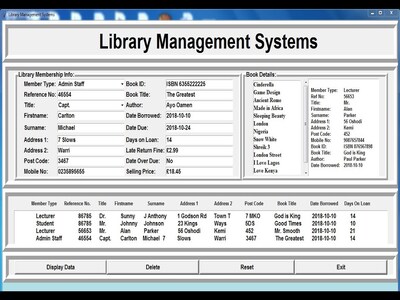 Library Management Systems
Library Management Systems
Library Membership Info:
Member Type: Admin Staff Book ID: ISBN 6355222225
Reference No: 46554 Book Title: The Greatest
Title: Capt. Author: Ayo Oamen
Firstname: Carlton Date Borrowed: 2018-10-10
Surname: Michael Date Due: 2018-10-24
Address 1: 7 Slows Days on Loan: 14
Address 2: Warri Late Return Fine: £2.99
Post Code: 3467 Date Over Due: No
Mobile No: 0235895655 Selling Price: £18.45
Book Details:
Cinderella
Game Design
Ancient Rome
Made in Africa
Sleeping Beauty
London
Nigeria
Snow White
Shreik 3
London Street
I Love Lagos
Love Kenya
Member Type: Lecturer
Ref No: 56653
Title: Mr.
Firstname: Alan
Surname: Parker
Address 1: 56 Oshodi
Address 2: Kemi
Post Code: 452
Mobile No:
Book ID:
Book Title: Mr. Smooth
Author: Paul Parker
Date Borrowed: 2018-10-10
Member Type Reference No. Title Firstname Surname Address 1 Address 2 Post Code Book Title Date Borrowed Days On Loan
Lecturer 86785 Dr. Sunny J Anthony 1 Godson Rd Town T 7 MKO God is King 2018-10-10 14
Student 86785 Mr. Johnny Johnson 23 Kings Ways 6DS Good Times 2018-10-10 10
Lecturer 56653 Mr. Alan Parker 56 Oshodi Kemi 452 Mr. Smooth 2018-10-10 21
Admin Staff 46554 Capt. Carlton Michael 7 Slows Warri 3467 The Greatest 2018-10-10 14
Display Data Delete Reset Exit